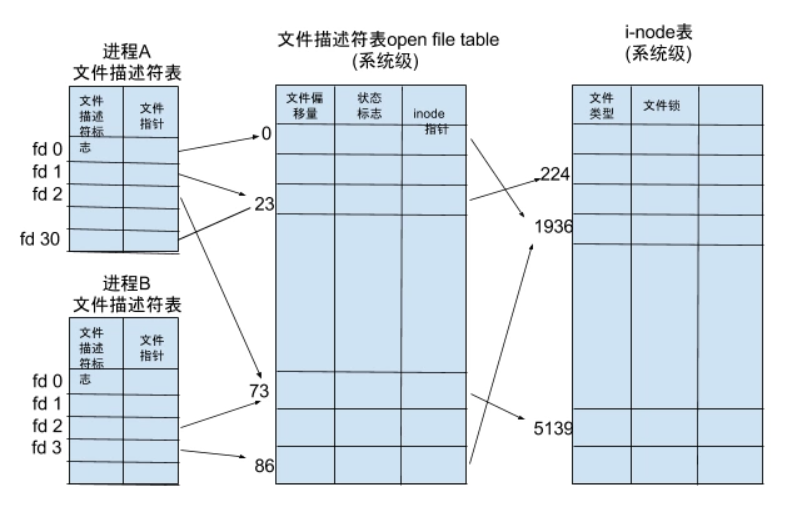 进程A
文件描述符表
文件
描述
符标
志
文件
指针
fd 0
fd 1
fd 2
fd 30
进程B
文件描述符表
文件
描述
符标
志
文件
指针
fd 0
fd 1
fd 2
fd 3
文件描述符表open file table
(系统级)
文件偏
移量
状态
标志
inode
指针
0
23
73
86
i-node表
(系统级)
文件
类型
文件锁
224
1936
5139